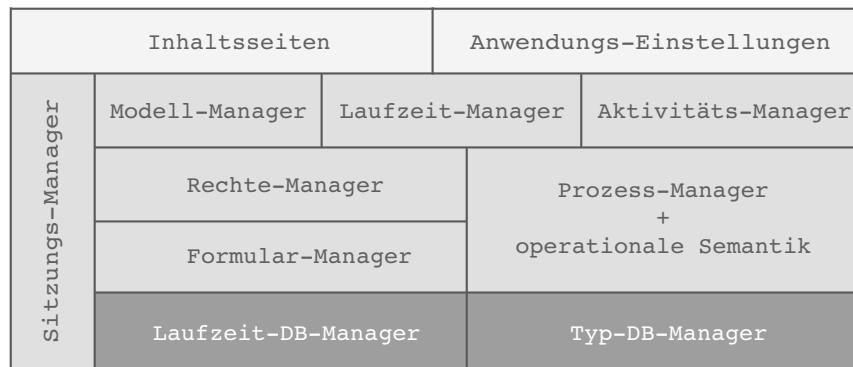 Inhaltsseiten
Anwendungs-Einstellungen
Sitzungs-Manager
Modell-Manager
Laufzeit-Manager
Aktivitäts-Manager
Rechte-Manager
Formular-Manager
Prozess-Manager
+
operationale Semantik
Laufzeit-DB-Manager
Typ-DB-Manager